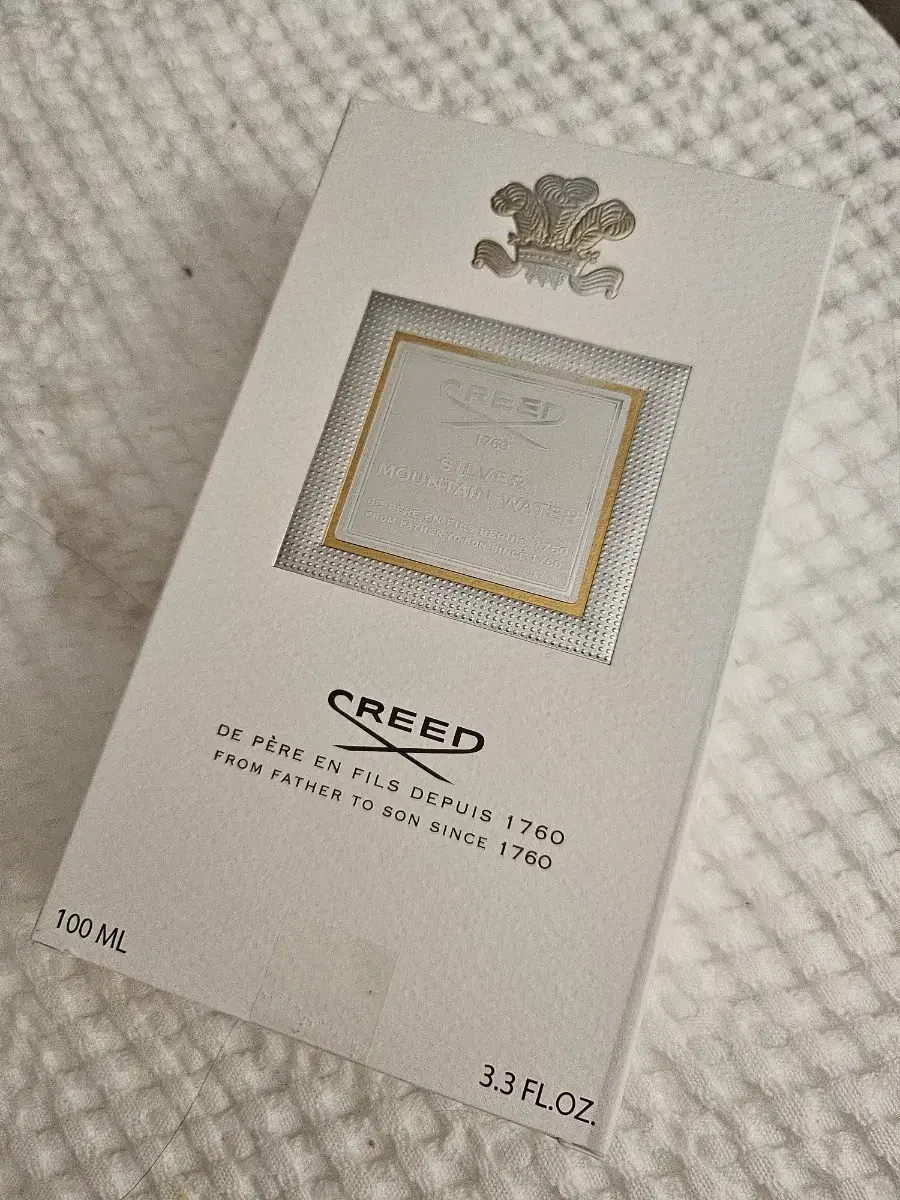 CREED
1760
SILVER
MOUNTAIN WATER
DE PÈRE EN FILS DEPUIS 1760
FROM FATHER TO SON SINCE 1760
CREED
DE PÈRE EN FILS DEPUIS 1760
FROM FATHER TO SON SINCE 1760
100 ML
3.3 FL.OZ.